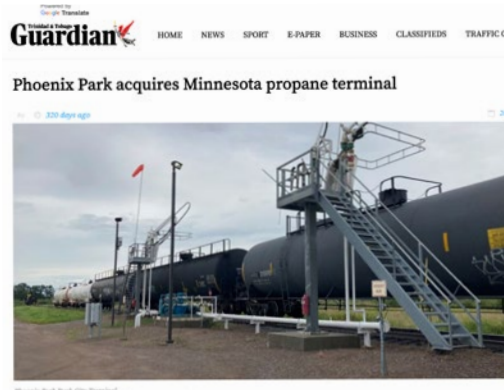 Powered by
Google Translate
Trinidad & Tobago
Guardian
HOME NEWS SPORT E-PAPER BUSINESS CLASSIFIEDS TRAFFIC
Phoenix Park acquires Minnesota propane terminal
320 days ago